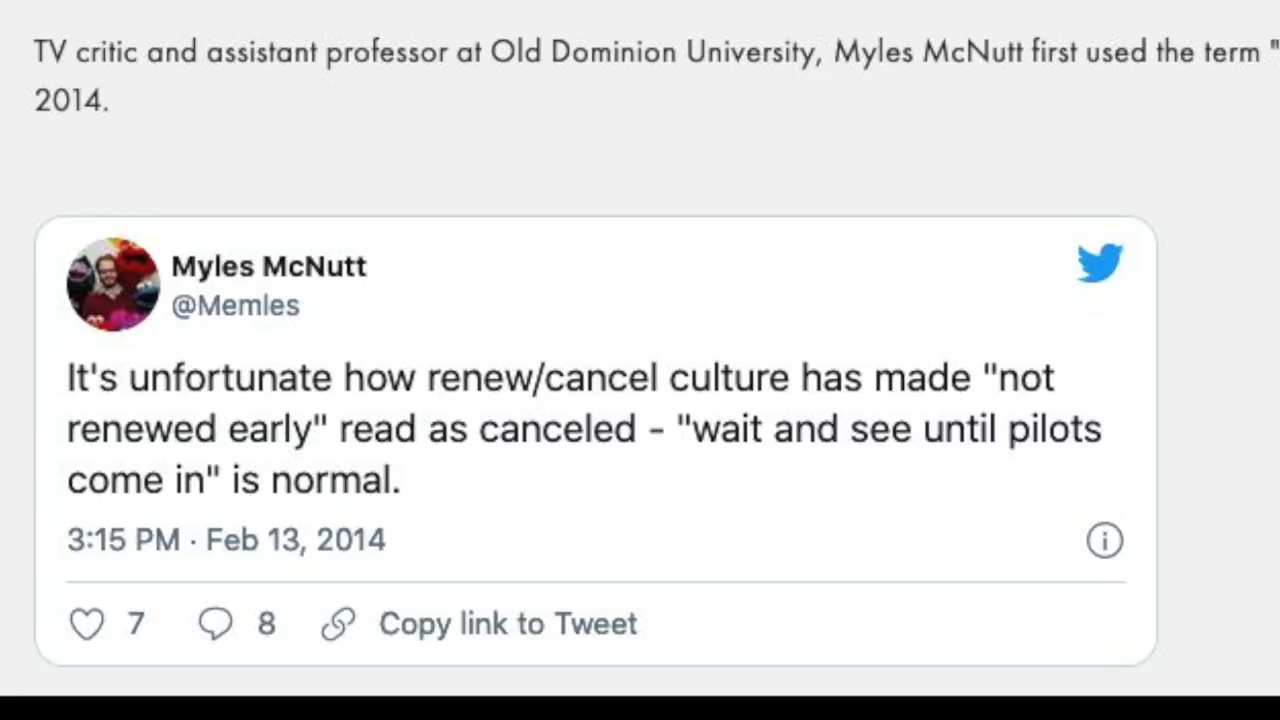 TV critic and assistant professor at Old Dominion University, Myles McNutt first used the term "
2014.
Myles McNutt
@Memles
It's unfortunate how renew/cancel culture has made "not
renewed early" read as canceled - "wait and see until pilots
come in" is normal.
3:15 PM · Feb 13, 2014
7 8 Copy link to Tweet